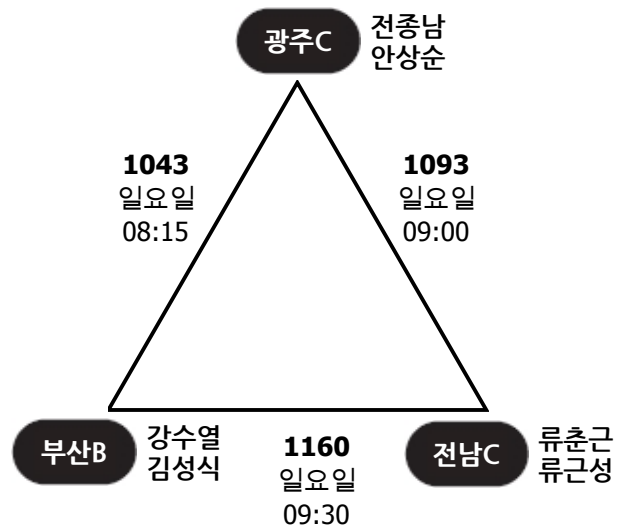 광주C
전종남
안상순
1043
일요일
08:15
1093
일요일
09:00
부산B
강수열
김성식
1160
일요일
09:30
전남C
류춘근
류근성